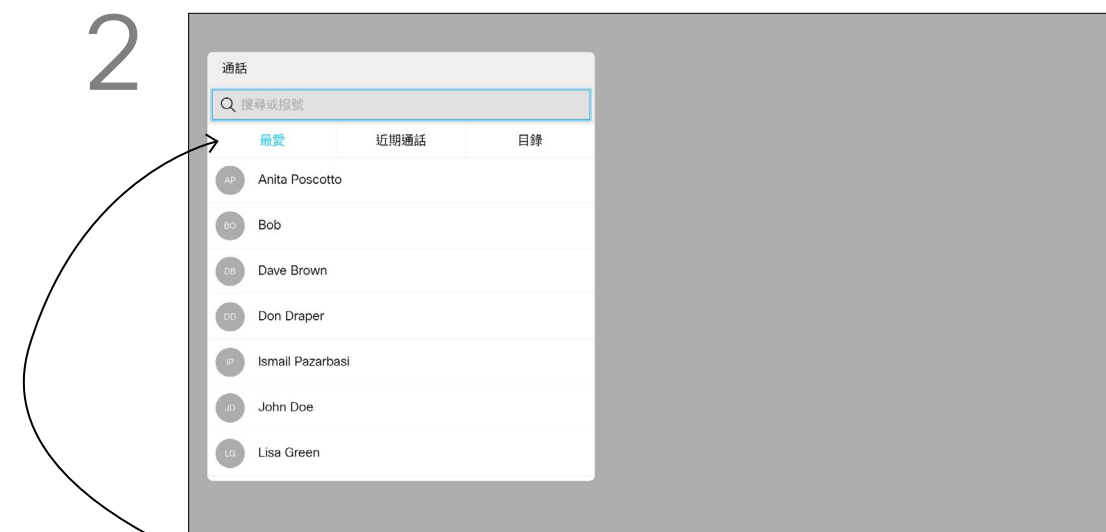 2
通話
搜尋或撥號
最愛 近期通話 目錄
AP Anita Poscotto
BO Bob
DB Dave Brown
DD Don Draper
IP Ismail Pazarbasi
JD John Doe
LG Lisa Green